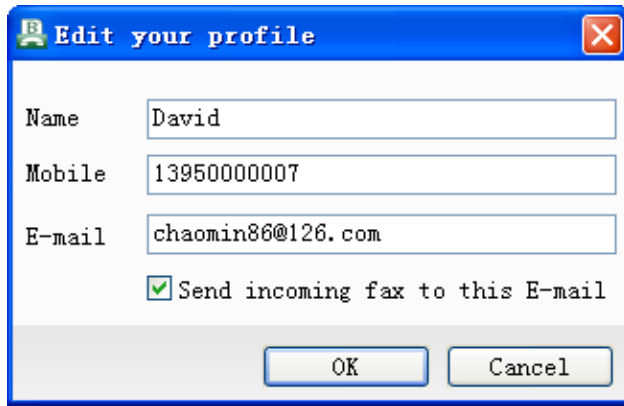 Edit your profile
Name David
Mobile 13950000007
E-mail chaomin86@126.com
Send incoming fax to this E-mail
OK Cancel